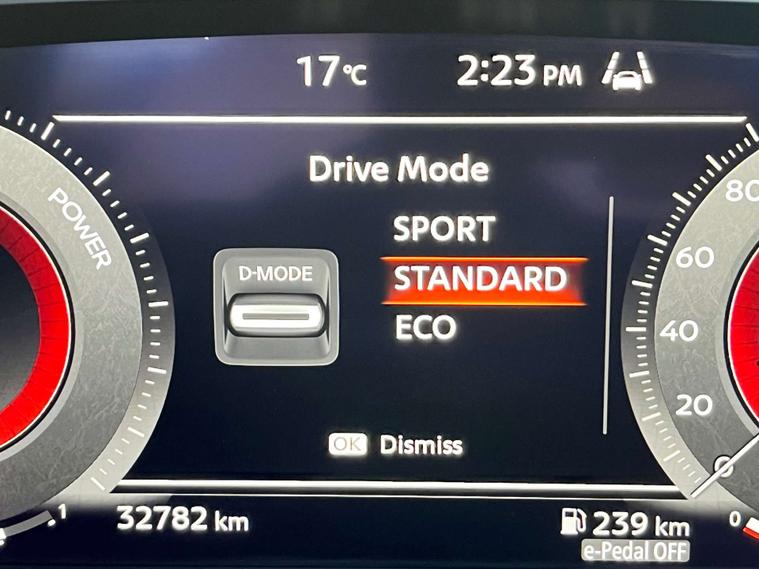 17°C 2:23 PM
Drive Mode
POWER
SPORT
D-MODE
STANDARD
ECO
OK Dismiss
80
60
40
20
0
.1
32782 km
239 km
0
e-Pedal OFF